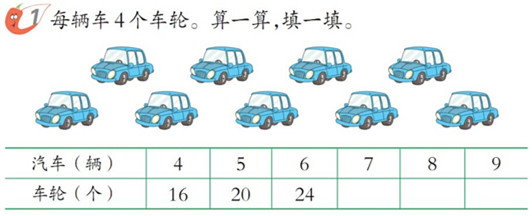 1 每辆车4个车轮。算一算,填一填。
汽车（辆） 4 5 6 7 8 9
车轮（个） 16 20 24